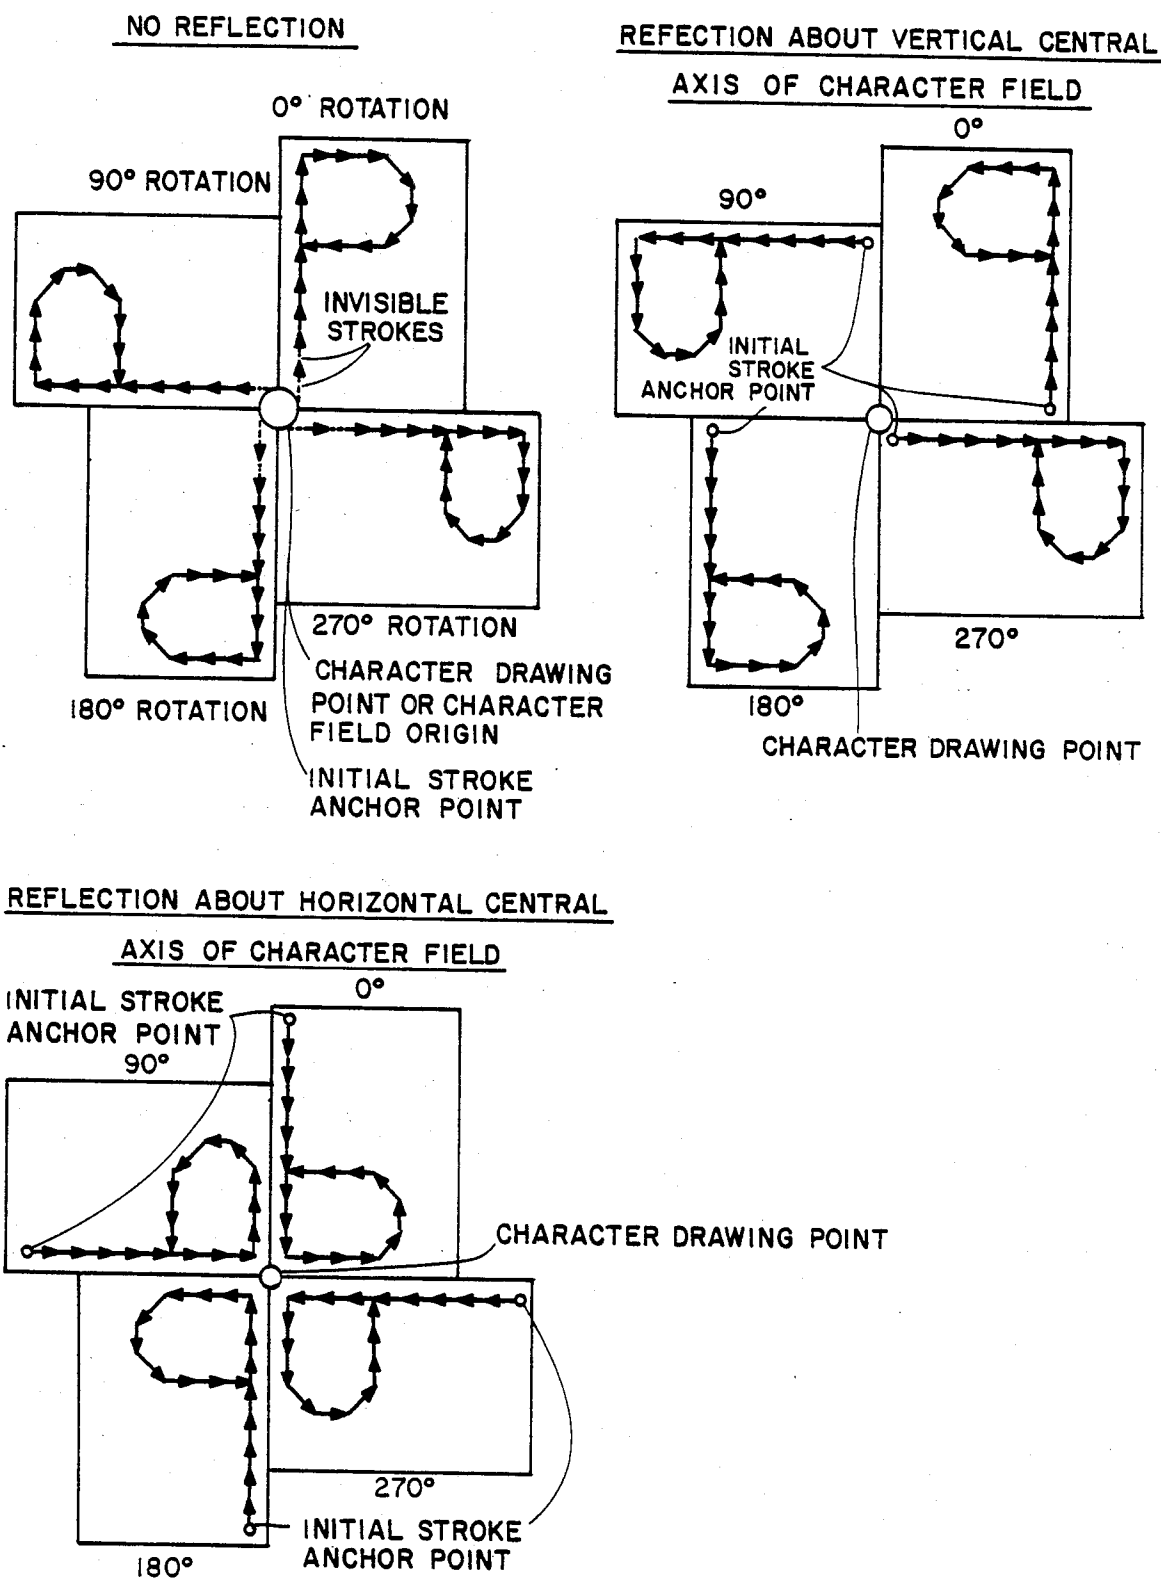 NO REFLECTION
0° ROTATION
90° ROTATION
INVISIBLE
STROKES
270° ROTATION
180° ROTATION
CHARACTER DRAWING
POINT OR CHARACTER
FIELD ORIGIN
INITIAL STROKE
ANCHOR POINT
REFECTION ABOUT VERTICAL CENTRAL
AXIS OF CHARACTER FIELD
0°
90°
INITIAL
STROKE
ANCHOR POINT
270°
180°
CHARACTER DRAWING POINT
REFLECTION ABOUT HORIZONTAL CENTRAL
AXIS OF CHARACTER FIELD
0°
INITIAL STROKE
ANCHOR POINT
90°
CHARACTER DRAWING POINT
270°
INITIAL STROKE
ANCHOR POINT
180°